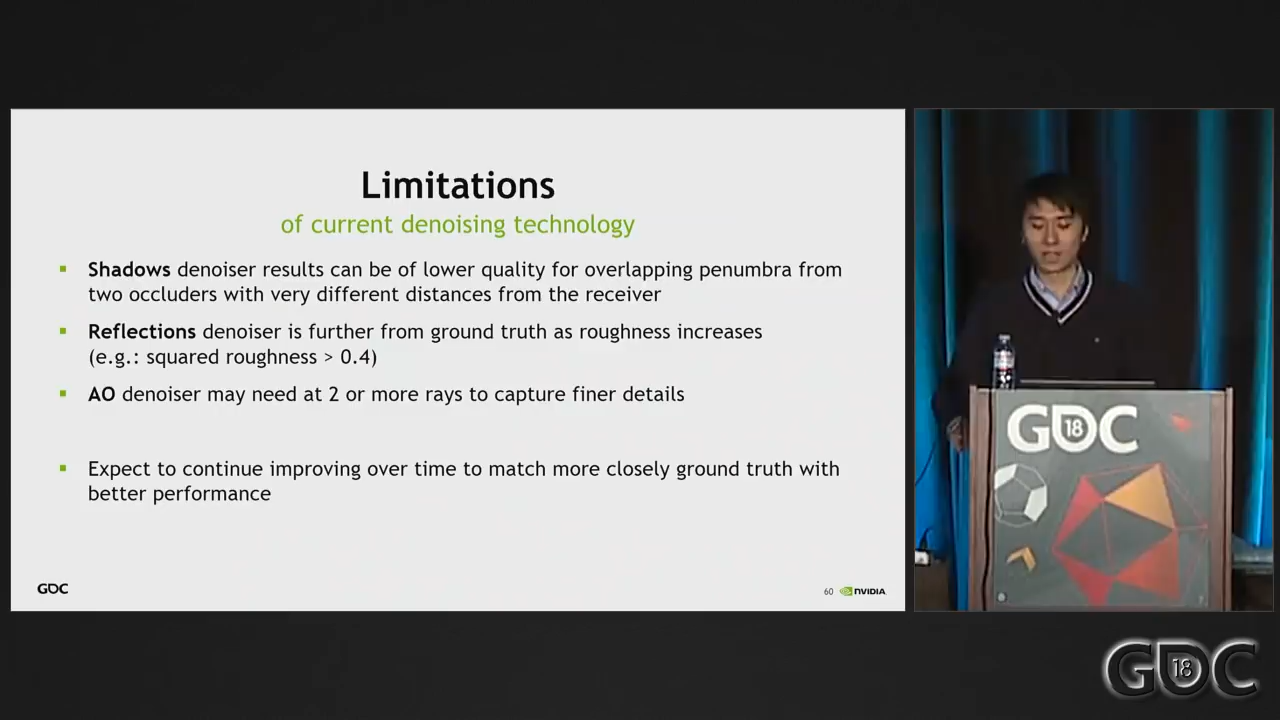 Limitations
of current denoising technology
▪ Shadows denoiser results can be of lower quality for overlapping penumbra from
two occluders with very different distances from the receiver
▪ Reflections denoiser is further from ground truth as roughness increases
(e.g.: squared roughness > 0.4)
▪ AO denoiser may need at 2 or more rays to capture finer details
▪ Expect to continue improving over time to match more closely ground truth with
better performance
GDC
60 NVIDIA
GDC
18
GDC
18